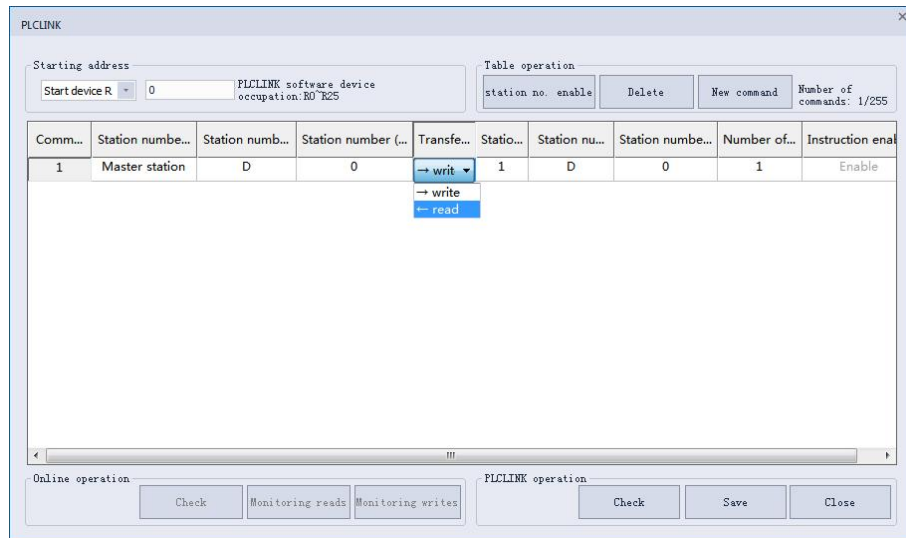 PLCLINK
Starting address
Start device R 0 PLCLINK software device
occupation:R0~R25
Table operation
station no. enable Delete New command Number of
commands: 1/255
Comm... Station numbe... Station numb... Station number (... Transfe... Statio... Station nu... Station numbe... Number of... Instruction enal
1 Master station D 0 → writ 1 D 0 1 Enable
→ write
← read
Online operation
Check Monitoring reads Monitoring writes
PLCLINK operation
Check Save Close